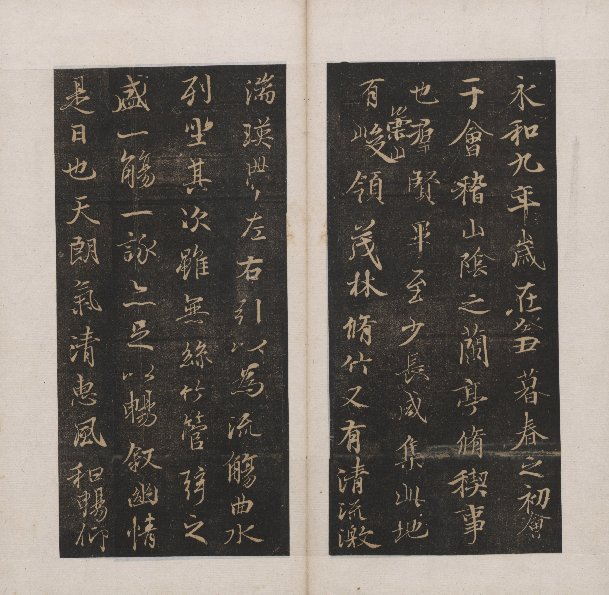 永和九年歲在癸丑暮春之初會
于會稽山陰之蘭亭脩稧事
也羣賢畢至少長咸集此地
有崇山峻領茂林脩竹又有清流激
湍暎帶左右引以為流觴曲水
列坐其次雖無絲竹管弦之
盛一觴一詠亦足以暢叙幽情
是日也天朗氣清惠風和暢仰